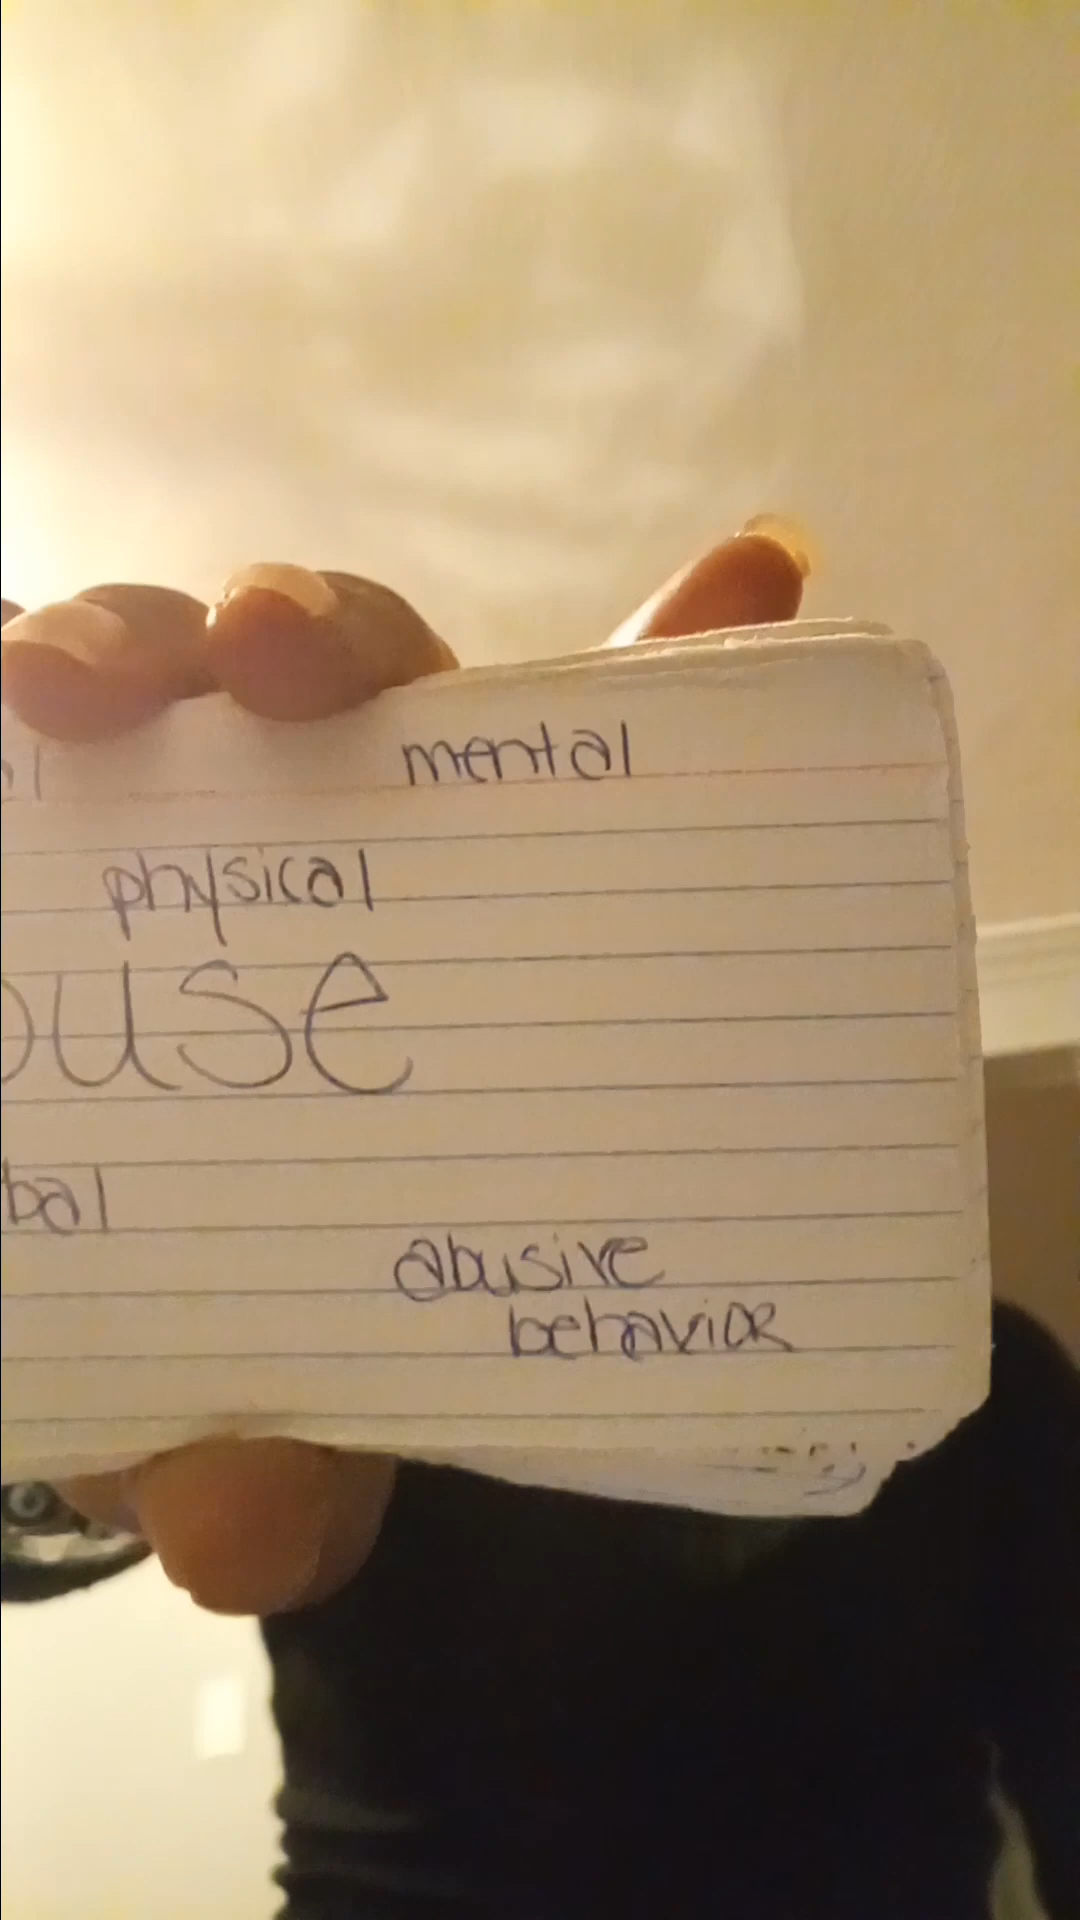 mental
physical
use
bal
abusive
behavior